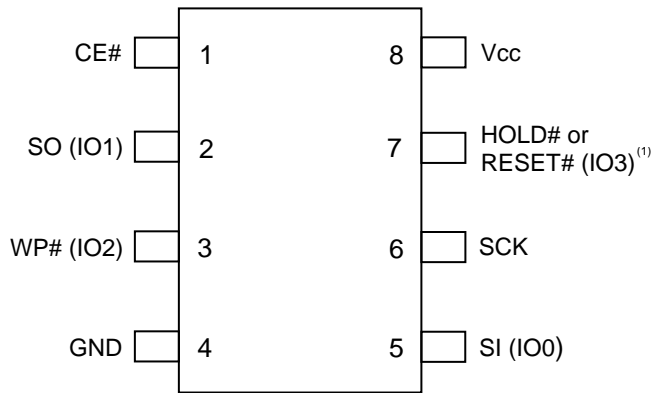 CE# 1 8 Vcc
SO (IO1) 2 7 HOLD# or
RESET# (IO3)⁽¹⁾
WP# (IO2) 3 6 SCK
GND 4 5 SI (IO0)